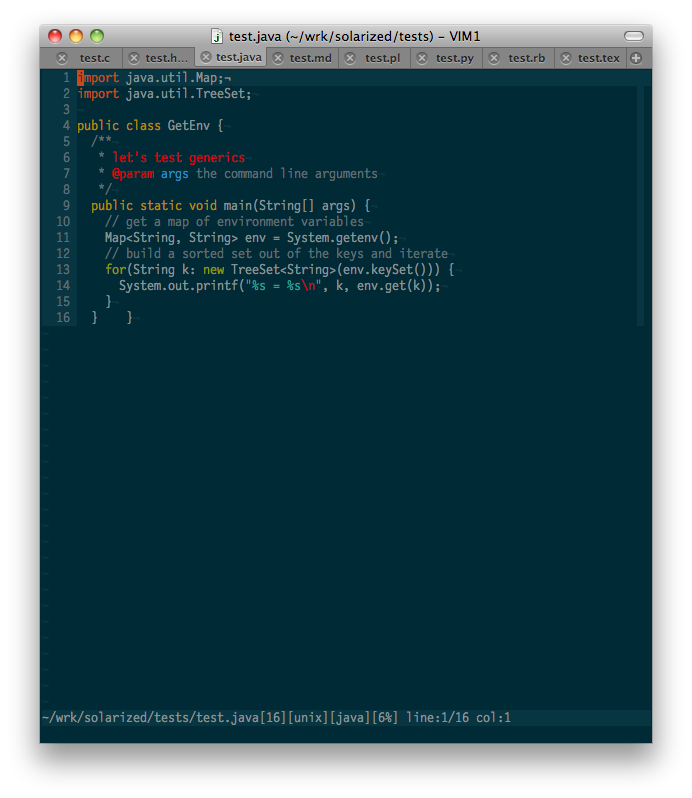 test.java (~/wrk/solarized/tests) – VIM1
test.c test.h... test.java test.md test.pl test.py test.rb test.tex
1 import java.util.Map;¬
2 import java.util.TreeSet;¬
3 ¬
4 public class GetEnv {¬
5   /**¬
6    * let's test generics¬
7    * @param args the command line arguments¬
8    */¬
9   public static void main(String[] args) {¬
10     // get a map of environment variables¬
11     Map<String, String> env = System.getenv();¬
12     // build a sorted set out of the keys and iterate¬
13     for(String k: new TreeSet<String>(env.keySet())) {¬
14       System.out.printf("%s = %s\n", k, env.get(k));¬
15     }¬
16   }    }¬
~/wrk/solarized/tests/test.java[16][unix][java][6%] line:1/16 col:1